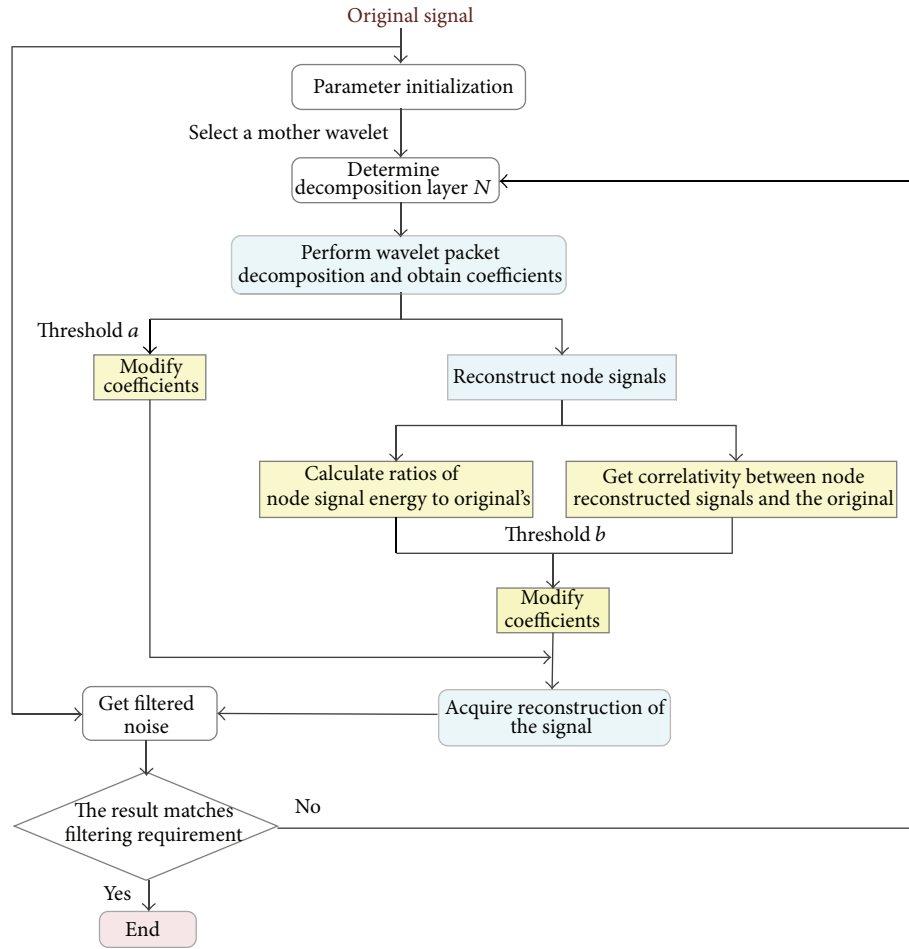 Original signal
Parameter initialization
Select a mother wavelet
Determine
decomposition layer N
Perform wavelet packet
decomposition and obtain coefficients
Threshold a
Modify
coefficients
Reconstruct node signals
Calculate ratios of
node signal energy to original's
Get correlativity between node
reconstructed signals and the original
Threshold b
Modify
coefficients
Get filtered
noise
Acquire reconstruction of
the signal
The result matches
filtering requirement
No
Yes
End